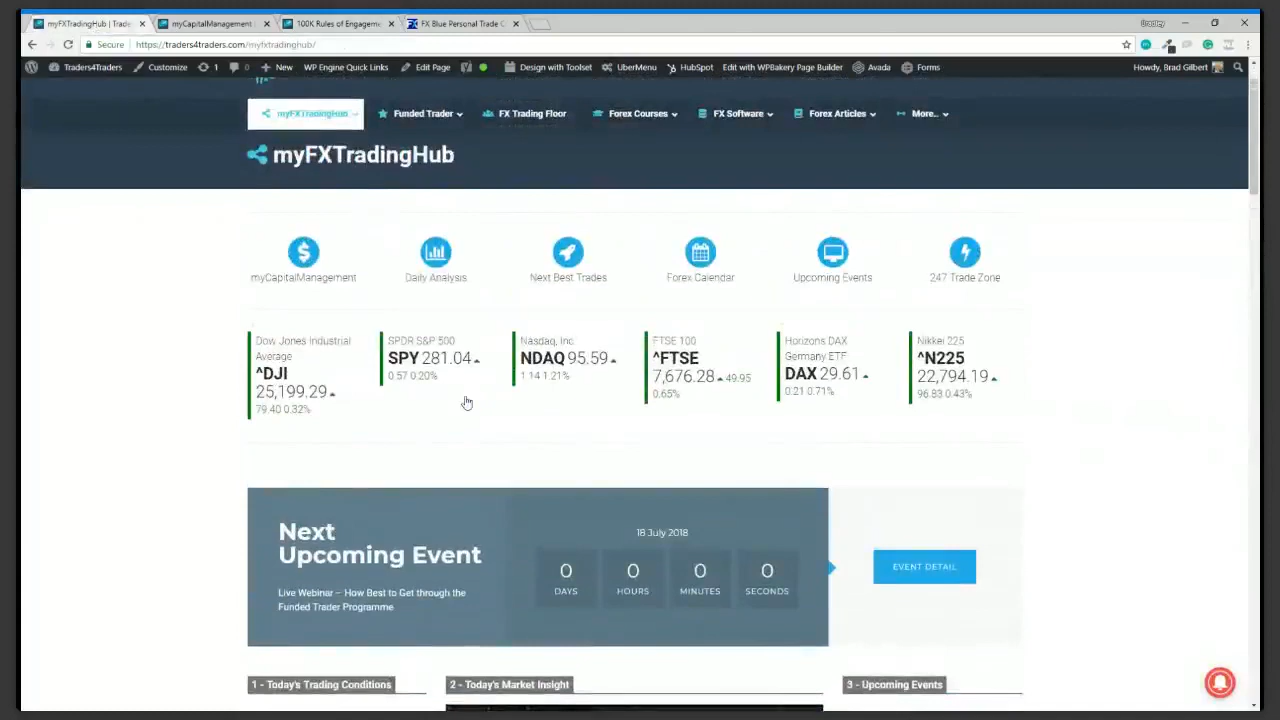 myFXTradingHub | Trade
myCapitalManagement
100K Rules of Engageme
FX Blue Personal Trade C
Bradley
Secure
https://traders4traders.com/myfxtradinghub/
Traders4Traders
Customize
1
0
New
WP Engine Quick Links
Edit Page
Design with Toolset
UberMenu
HubSpot
Edit with WPBakery Page Builder
Avada
Forms
Howdy, Brad Gilbert
myFXTradingHub
Funded Trader
FX Trading Floor
Forex Courses
FX Software
Forex Articles
More..
myFXTradingHub
myCapitalManagement
Daily Analysis
Next Best Trades
Forex Calendar
Upcoming Events
247 Trade Zone
Dow Jones Industrial
Average
^DJI
25,199.29
79.40 0.32%
SPDR S&P 500
SPY 281.04
0.57 0.20%
Nasdaq, Inc
NDAQ 95.59
1.14 1.21%
FTSE 100
^FTSE
7,676.28 49.95
0.65%
Horizons DAX
Germany ETF
DAX 29.61
0.21 0.71%
Nikkei 225
^N225
22,794.19
96.83 0.43%
Next
Upcoming Event
Live Webinar – How Best to Get through the
Funded Trader Programme
18 July 2018
0 0 0 0
DAYS HOURS MINUTES SECONDS
EVENT DETAIL
1 - Today's Trading Conditions
2 - Today's Market Insight
3 - Upcoming Events